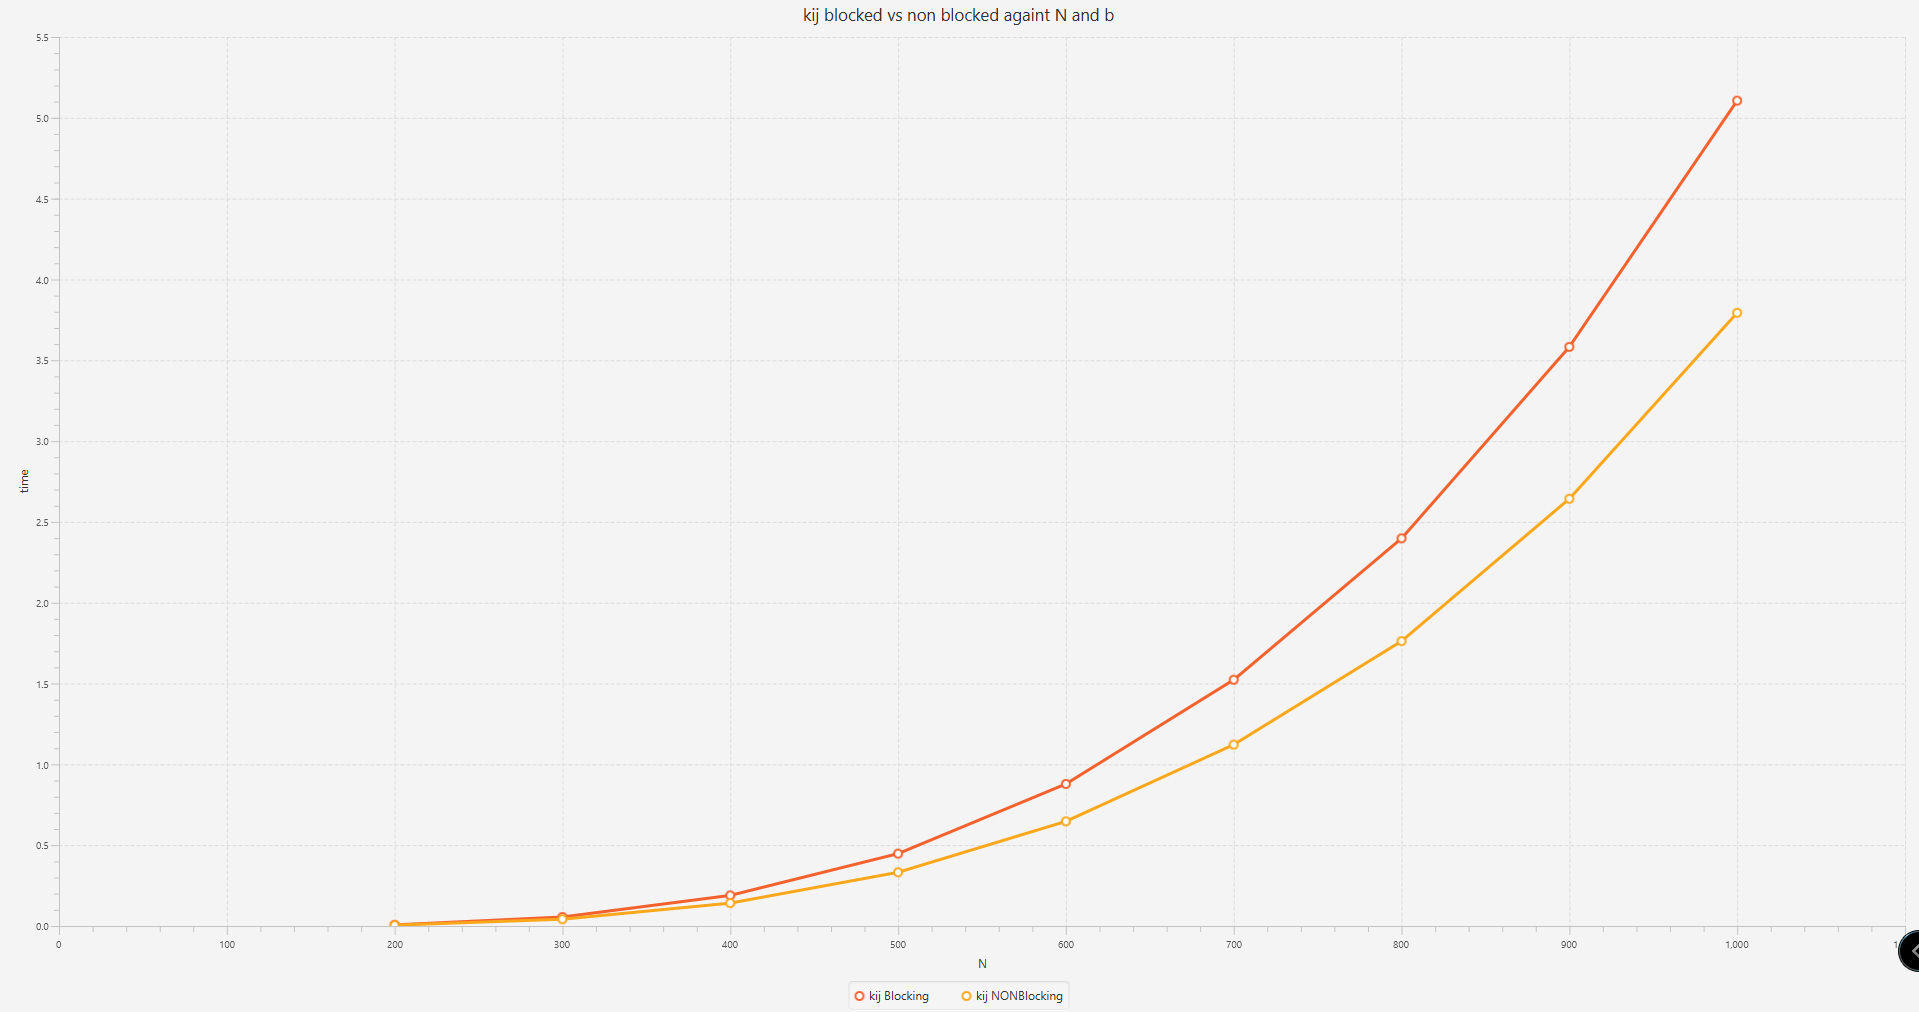 kij blocked vs non blocked againt N and b
5.5
5.0
4.5
4.0
3.5
3.0
time
2.5
2.0
1.5
1.0
0.5
0.0
0 100 200 300 400 500 600 700 800 900 1,000
N
kij Blocking kij NONBlocking